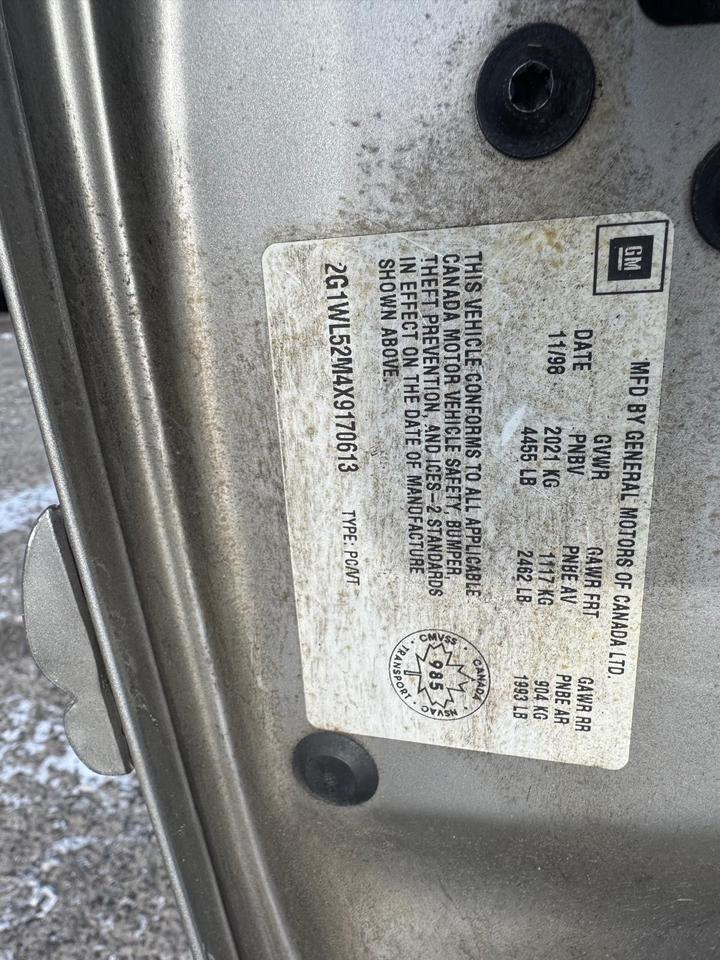 GM
MFD BY GENERAL MOTORS OF CANADA LTD.
DATE GVWR GAWR FRT GAWR RR
PNBV PNBE AV PNBE AR
11/98 2021 KG 1117 KG 904 KG
4455 LB 2462 LB 1993 LB
THIS VEHICLE CONFORMS TO ALL APPLICABLE
CANADA MOTOR VEHICLE SAFETY, BUMPER,
THEFT PREVENTION, AND ICES-2 STANDARDS
IN EFFECT ON THE DATE OF MANUFACTURE
SHOWN ABOVE.
CANADA
CMVSS
985
NSVAC
TRANSPORT
2G1WL52M4X9170613 TYPE: PC/VT